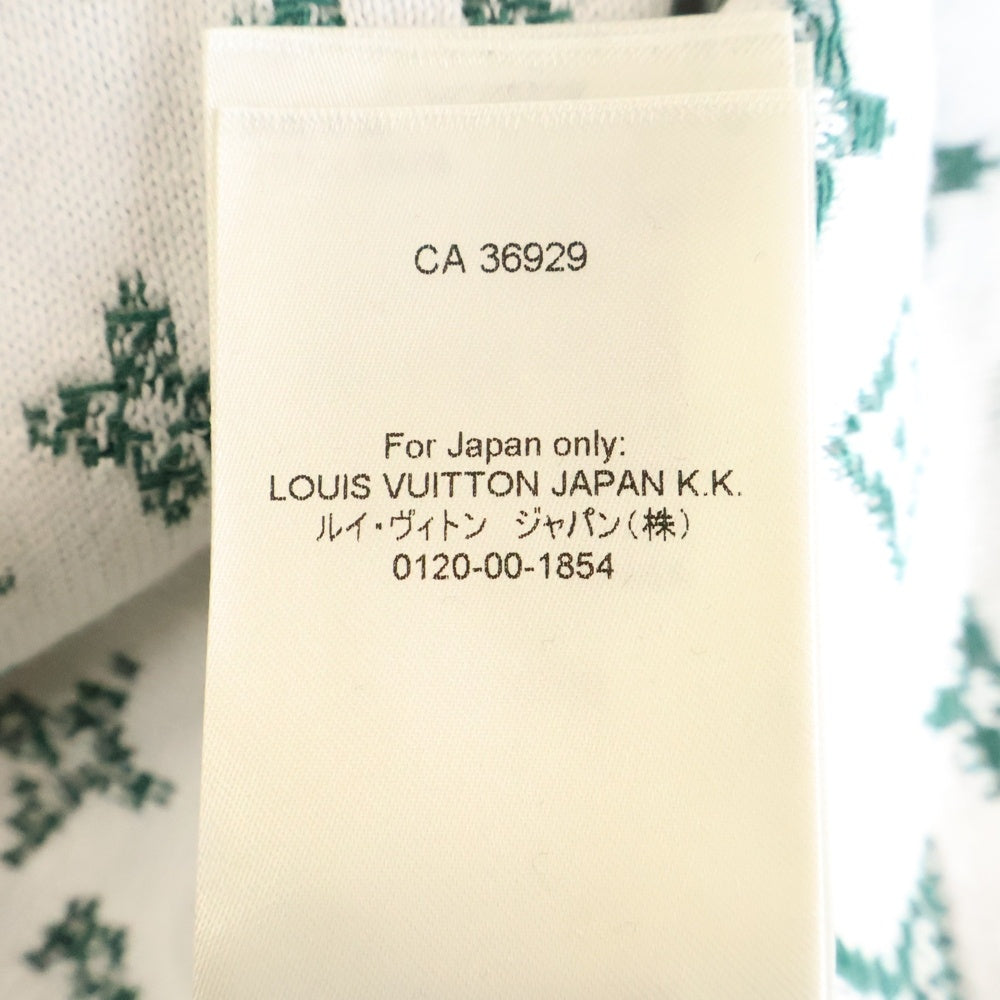 CA 36929
For Japan only:
LOUIS VUITTON JAPAN K.K.
ルイ・ヴィトン　ジャパン(株)
0120-00-1854